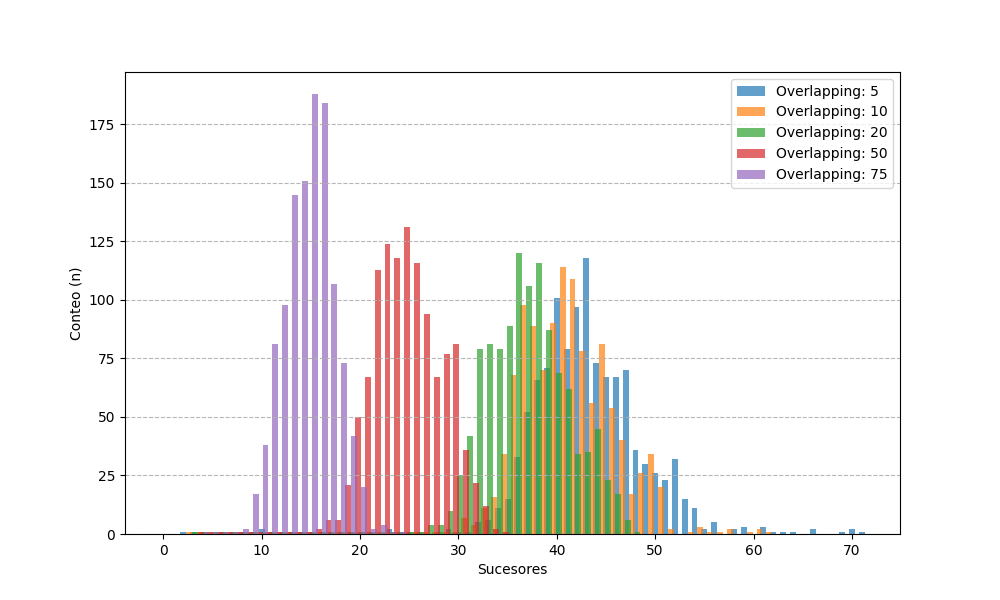 Overlapping: 5
Overlapping: 10
Overlapping: 20
Overlapping: 50
Overlapping: 75
175
150
125
100
75
50
25
0
Conteo (n)
0 10 20 30 40 50 60 70
Sucesores